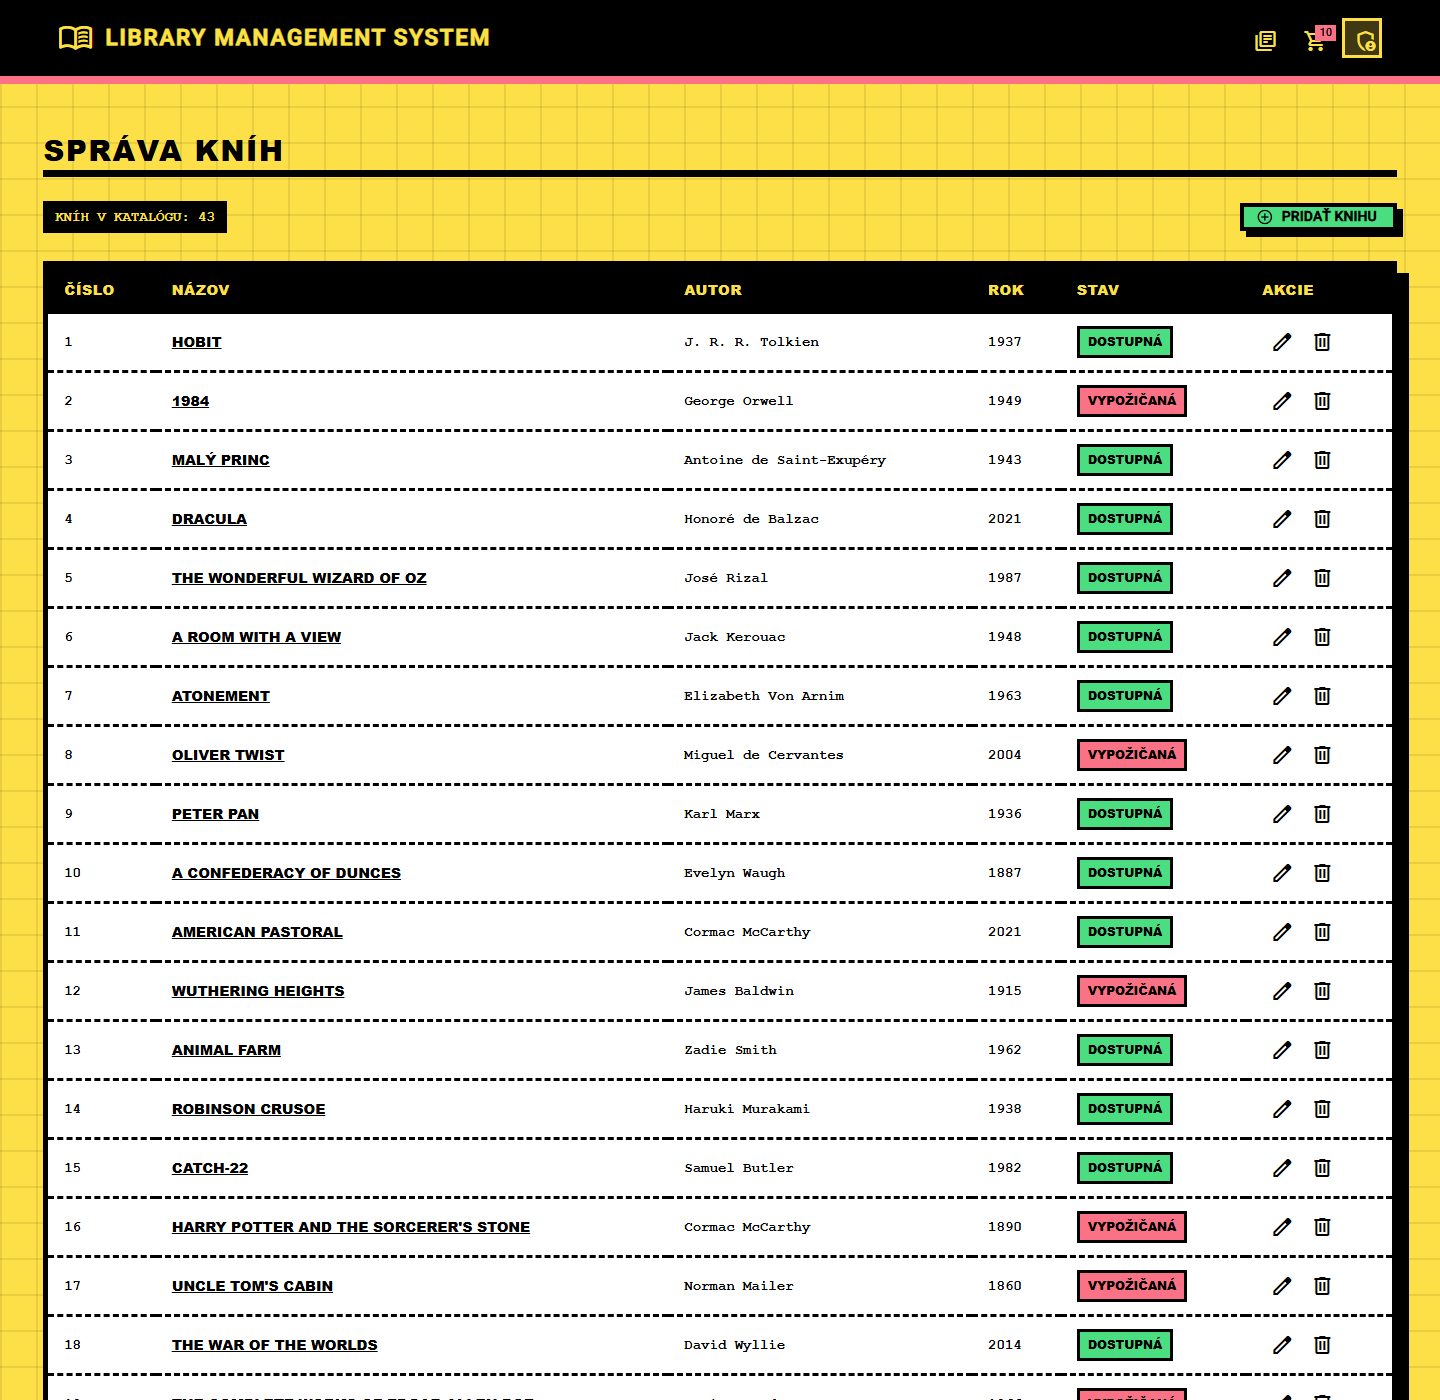 LIBRARY MANAGEMENT SYSTEM
10
SPRÁVA KNÍH
KNÍH V KATALÓGU: 43
PRIDAŤ KNIHU
ČÍSLO NÁZOV AUTOR ROK STAV AKCIE
1 HOBIT J. R. R. Tolkien 1937 DOSTUPNÁ
2 1984 George Orwell 1949 VYPOŽIČANÁ
3 MALÝ PRINC Antoine de Saint-Exupéry 1943 DOSTUPNÁ
4 DRACULA Honoré de Balzac 2021 DOSTUPNÁ
5 THE WONDERFUL WIZARD OF OZ José Rizal 1987 DOSTUPNÁ
6 A ROOM WITH A VIEW Jack Kerouac 1948 DOSTUPNÁ
7 ATONEMENT Elizabeth Von Arnim 1963 DOSTUPNÁ
8 OLIVER TWIST Miguel de Cervantes 2004 VYPOŽIČANÁ
9 PETER PAN Karl Marx 1936 DOSTUPNÁ
10 A CONFEDERACY OF DUNCES Evelyn Waugh 1887 DOSTUPNÁ
11 AMERICAN PASTORAL Cormac McCarthy 2021 DOSTUPNÁ
12 WUTHERING HEIGHTS James Baldwin 1915 VYPOŽIČANÁ
13 ANIMAL FARM Zadie Smith 1962 DOSTUPNÁ
14 ROBINSON CRUSOE Haruki Murakami 1938 DOSTUPNÁ
15 CATCH-22 Samuel Butler 1982 DOSTUPNÁ
16 HARRY POTTER AND THE SORCERER'S STONE Cormac McCarthy 1890 VYPOŽIČANÁ
17 UNCLE TOM'S CABIN Norman Mailer 1860 VYPOŽIČANÁ
18 THE WAR OF THE WORLDS David Wyllie 2014 DOSTUPNÁ